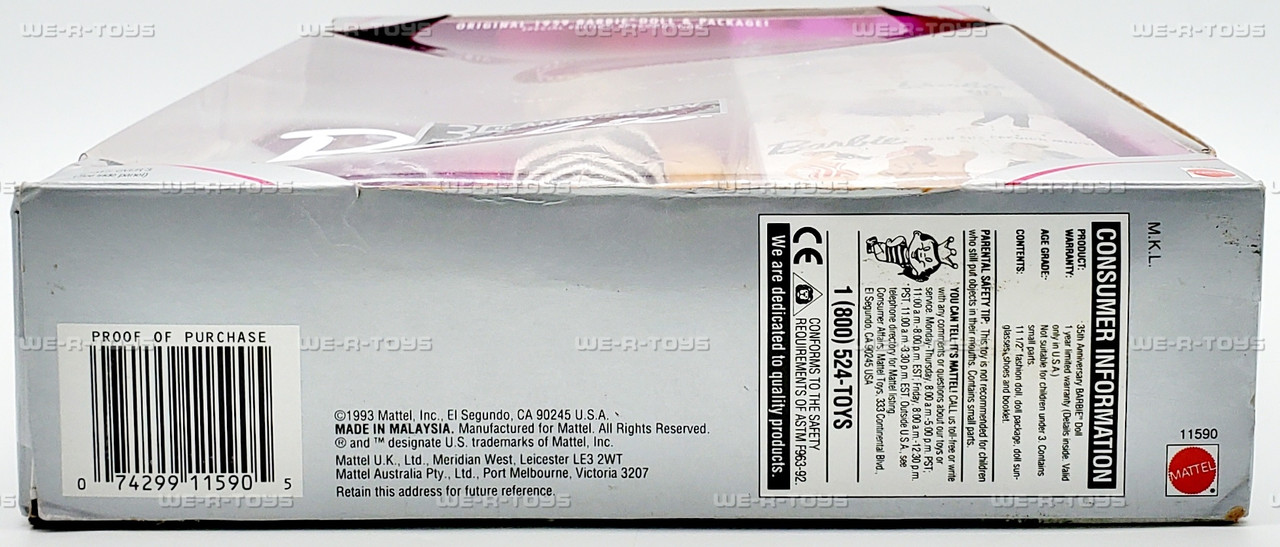 ORIGINAL 1959 BARBIE® DOLL & PACKAGE!
35TH ANNIVERSARY
Barbie
PROOF OF PURCHASE
0 74299 11590 5
©1993 Mattel, Inc., El Segundo, CA 90245 U.S.A.
MADE IN MALAYSIA. Manufactured for Mattel. All Rights Reserved.
® and ™ designate U.S. trademarks of Mattel, Inc.
Mattel U.K., Ltd., Meridian West, Leicester LE3 2WT
Mattel Australia Pty., Ltd., Port Melbourne, Victoria 3207
Retain this address for future reference.
CONSUMER INFORMATION
PRODUCT: 35th Anniversary BARBIE® Doll
WARRANTY: 1 year limited warranty (Details inside. Valid
only in U.S.A.)
AGE GRADE: Not suitable for children under 3. Contains
small parts.
CONTENTS: 11 1/2" fashion doll, doll package, doll sun-
glasses, shoes and booklet.
PARENTAL SAFETY TIP: This toy is not recommended for children
who still put objects in their mouths. Contains small parts.
YOU CAN TELL IT'S MATTEL! CALL us toll-free or write
with any comments or questions about our toys or
service. Monday-Thursday, 8:00 a.m.-5:00 p.m. PST,
11:00 a.m.-8:00 p.m. EST, Friday, 8:00 a.m.-12:30 p.m.
PST, 11:00 a.m.-3:30 p.m. EST. Outside U.S.A., see
telephone directory for Mattel listing.
Consumer Affairs, Mattel Toys, 333 Continental Blvd.,
El Segundo, CA 90245 USA
1 (800) 524-TOYS
CE
CONFORMS TO THE SAFETY
REQUIREMENTS OF ASTM F963-92.
We are dedicated to quality products.
M.K.L.
11590
MATTEL
WE-R-TOYS